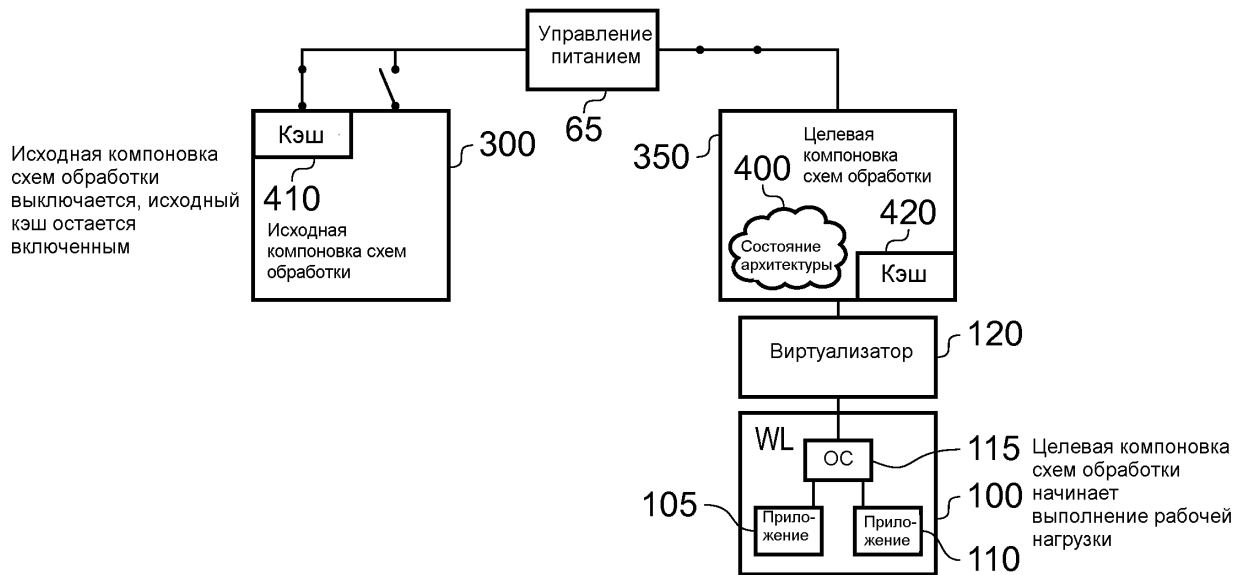 Управление
питанием
65
Кэш
300
410
Исходная компоновка схем
обработки
Исходная компоновка
схем обработки
выключается, исходный
кэш остается
включенным
350
Целевая
компоновка
схем обработки
400
Состояние
архитектуры
420
Кэш
Виртуализатор
120
WL
ОС
115
105
Прило-
жение
Прило-
жение
100
110
Целевая компоновка
схем обработки
начинает
выполнение рабочей
нагрузки